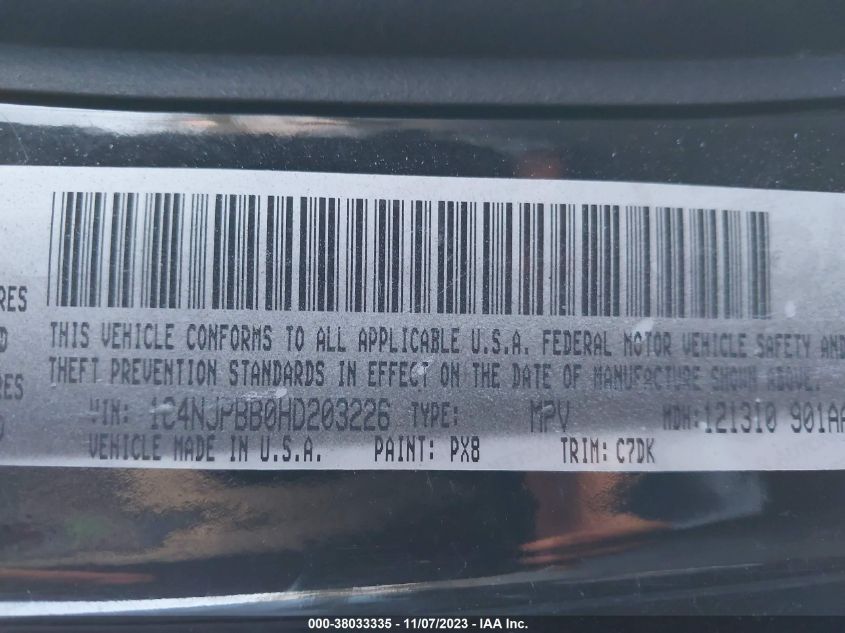 RES
THIS VEHICLE CONFORMS TO ALL APPLICABLE U.S.A. FEDERAL MOTOR VEHICLE SAFETY AND
THEFT PREVENTION STANDARDS IN EFFECT ON THE DATE OF MANUFACTURE SHOWN ABOVE.
RES
VIN: 1C4NJPBB0HD203226 TYPE: MPV MDH: 121310 901AA
VEHICLE MADE IN U.S.A. PAINT: PX8 TRIM: C7DK
000-38033335 - 11/07/2023 - IAA Inc.